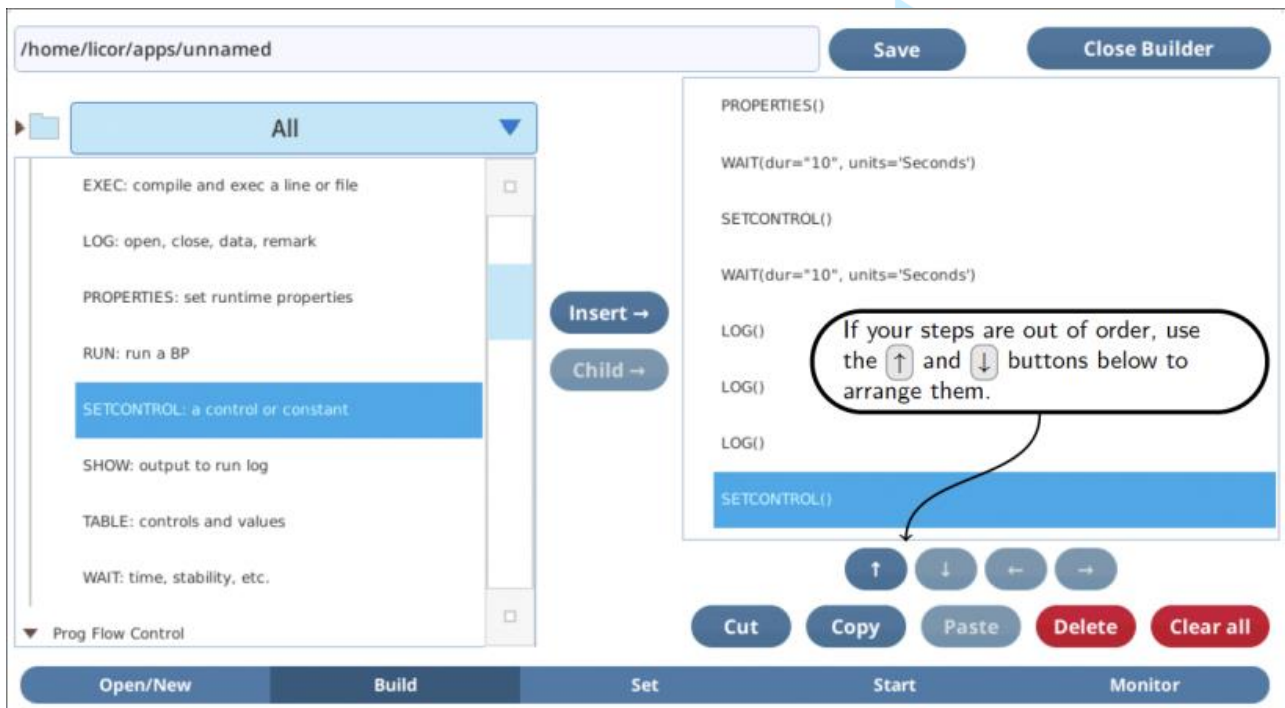 /home/licor/apps/unnamed
Save
Close Builder
All
EXEC: compile and exec a line or file
LOG: open, close, data, remark
PROPERTIES: set runtime properties
RUN: run a BP
SETCONTROL: a control or constant
SHOW: output to run log
TABLE: controls and values
WAIT: time, stability, etc.
Prog Flow Control
Insert →
Child →
PROPERTIES()
WAIT(dur="10", units='Seconds')
SETCONTROL()
WAIT(dur="10", units='Seconds')
LOG()
LOG()
LOG()
SETCONTROL()
If your steps are out of order, use
the ↑ and ↓ buttons below to
arrange them.
↑ ↓ ← →
Cut
Copy
Paste
Delete
Clear all
Open/New
Build
Set
Start
Monitor